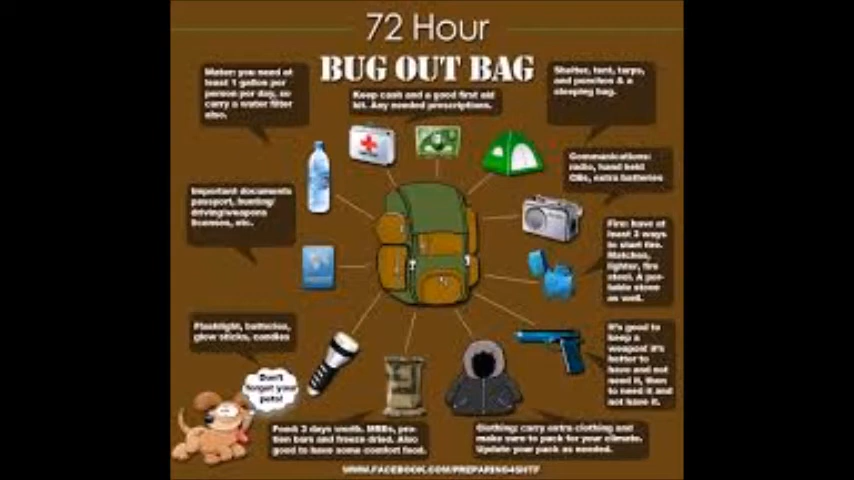 72 Hour
BUG OUT BAG
Water: you need at
least 1 gallon per
person per day, so
carry a water filter
also.
Keep cash and a good first aid
kit. Any needed prescriptions.
Shelter, tent, tarps,
and ponchos & a
sleeping bag.
Communications:
radio, hand held
CBs, extra batteries
Important documents
passport, hunting/
driving/weapons
licenses, etc.
Fire: have at
least 3 ways
to start fire.
Matches,
lighter, fire
steel. A por-
table stove
as well.
Flashlight, batteries,
glow sticks, candles
It's good to
keep a
weapon! It's
better to
have and not
need it, then
to need it and
not have it.
Don't
forget your
pets!
Food: 3 days worth. MREs, pro-
tien bars and freeze dried. Also
good to have some comfort food.
Clothing: carry extra clothing and
make sure to pack for your climate.
Update your pack as needed.
WWW.FACEBOOK.COM/PREPARING4SHTF